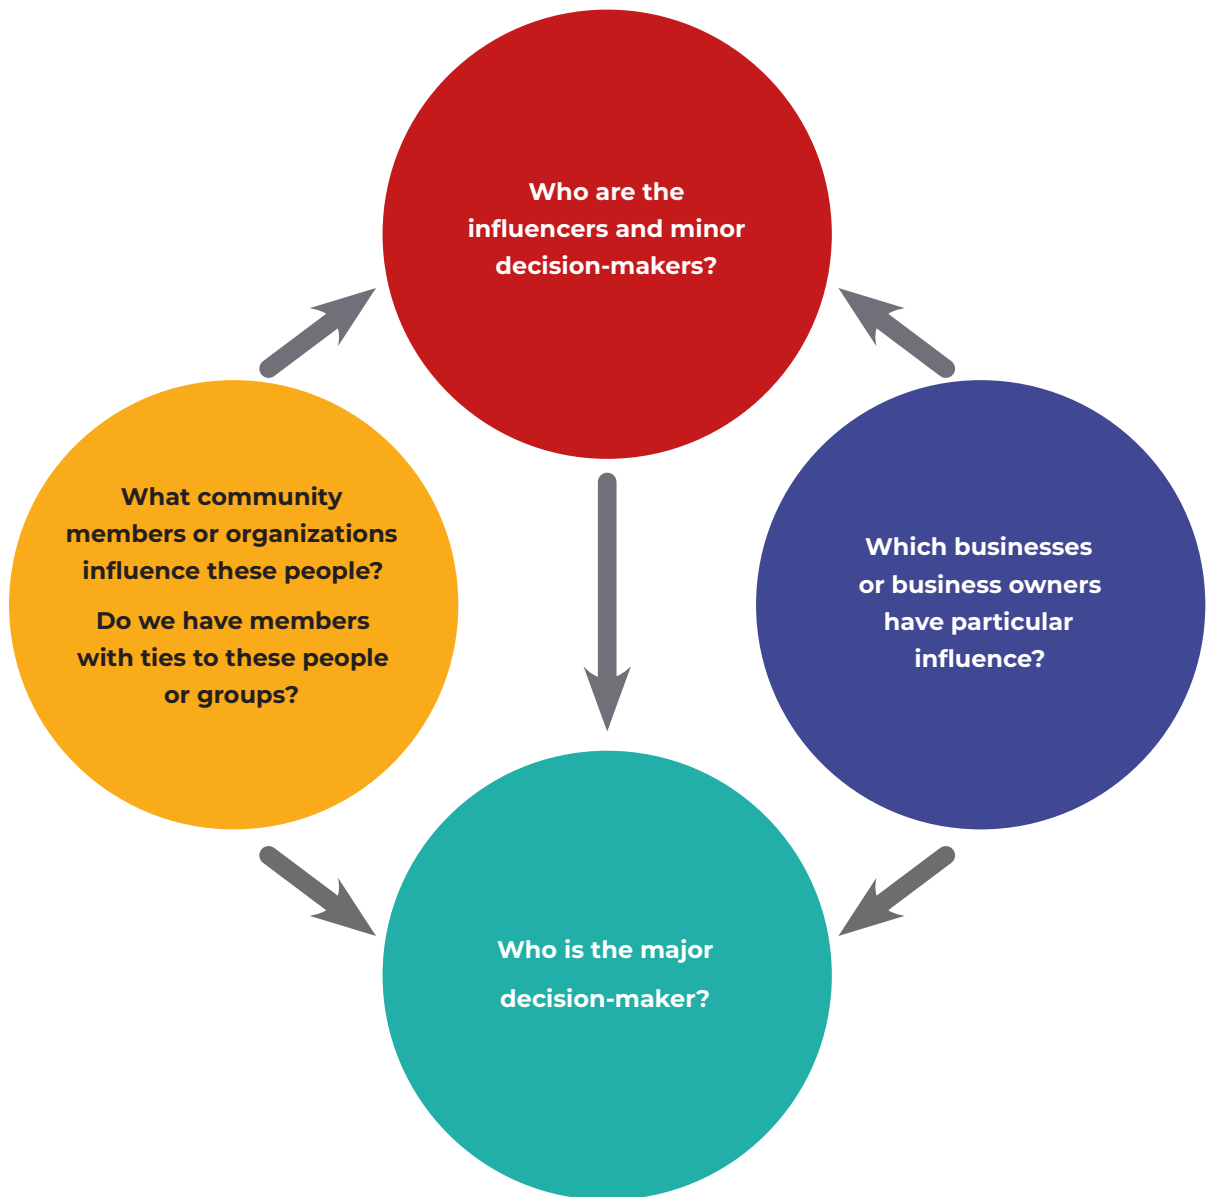 Who are the
influencers and minor
decision-makers?
What community
members or organizations
influence these people?
Do we have members
with ties to these people
or groups?
Which businesses
or business owners
have particular
influence?
Who is the major
decision-maker?